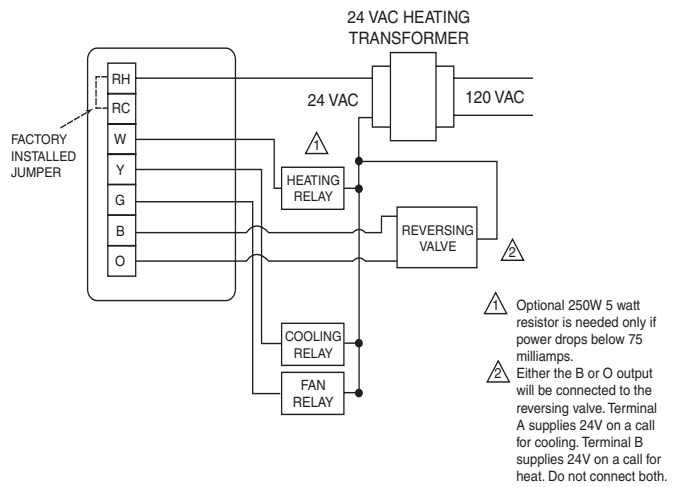 24 VAC HEATING
TRANSFORMER
RH
RC
W
Y
G
B
O
FACTORY
INSTALLED
JUMPER
24 VAC
120 VAC
1
HEATING
RELAY
REVERSING
VALVE
2
COOLING
RELAY
FAN
RELAY
1 Optional 250W 5 watt
resistor is needed only if
power drops below 75
milliamps.
2 Either the B or O output
will be connected to the
reversing valve. Terminal
A supplies 24V on a call
for cooling. Terminal B
supplies 24V on a call for
heat. Do not connect both.